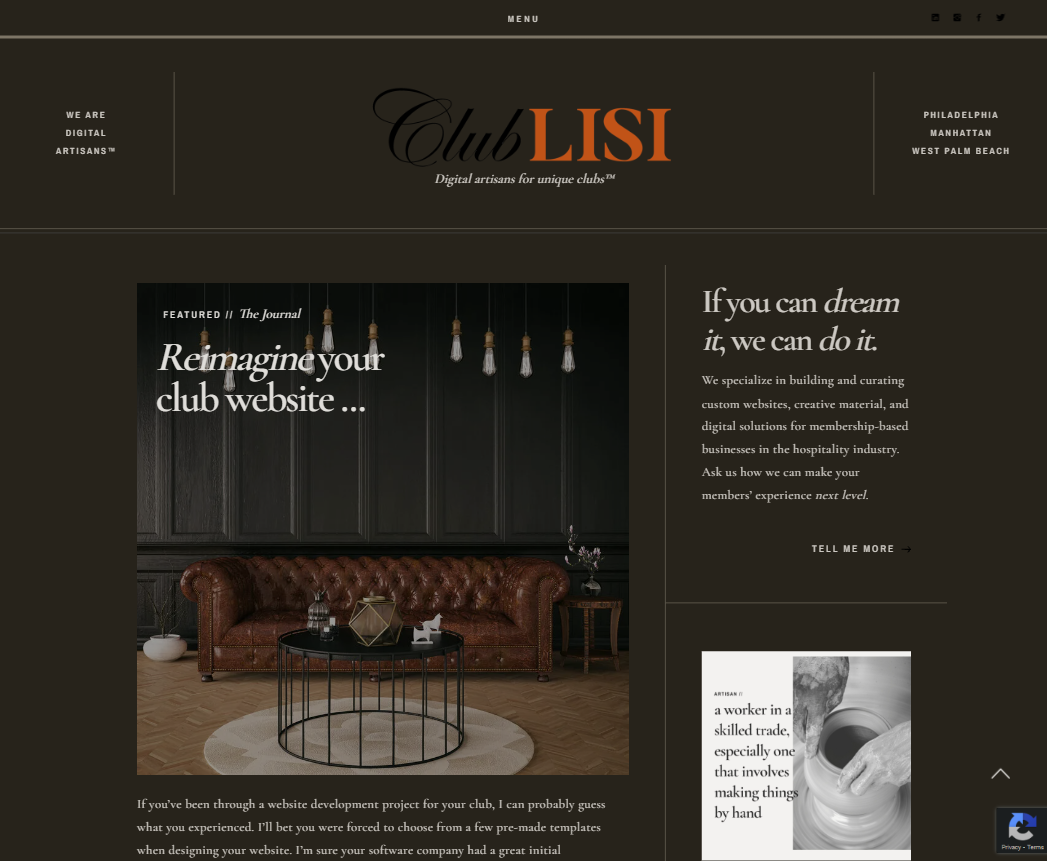 MENU
WE ARE
DIGITAL
ARTISANS™
Club LISI
Digital artisans for unique clubs™
PHILADELPHIA
MANHATTAN
WEST PALM BEACH
FEATURED // The Journal
Reimagine your
club website ...
If you've been through a website development project for your club, I can probably guess
what you experienced. I'll bet you were forced to choose from a few pre-made templates
when designing your website. I'm sure your software company had a great initial
If you can dream
it, we can do it.
We specialize in building and curating
custom websites, creative material, and
digital solutions for membership-based
businesses in the hospitality industry.
Ask us how we can make your
members' experience next level.
TELL ME MORE →
ARTISAN //
a worker in a
skilled trade,
especially one
that involves
making things
by hand
Privacy - Terms